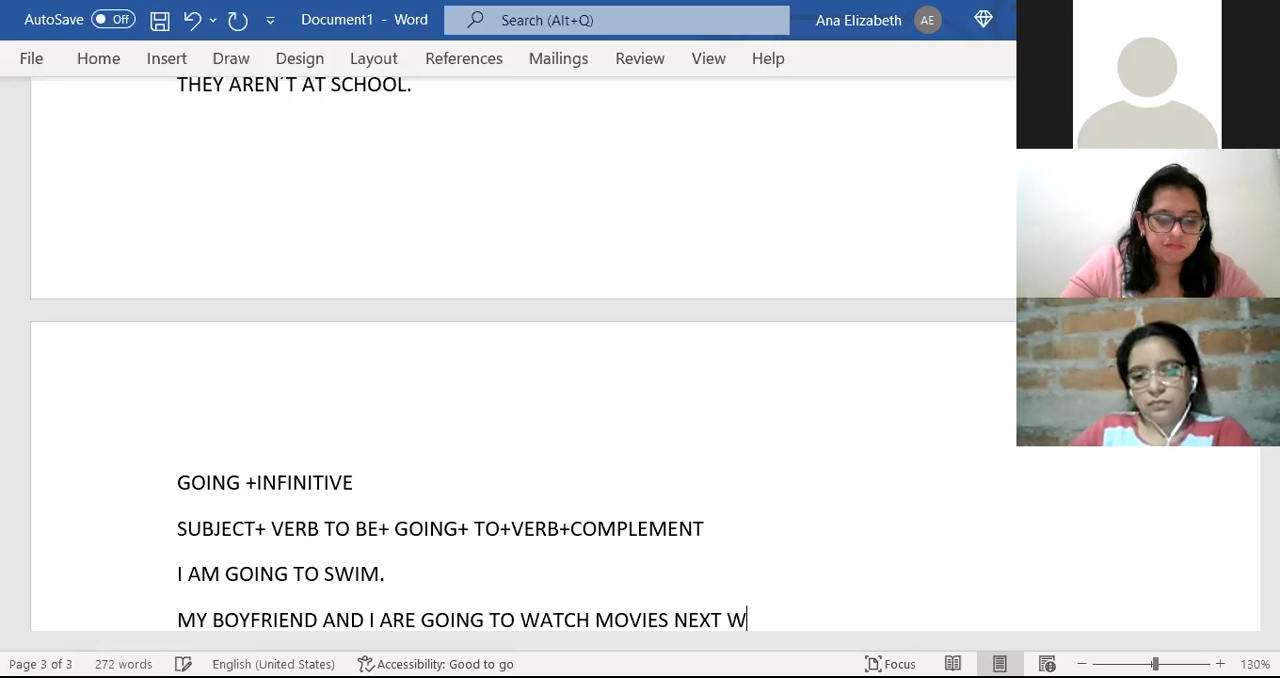 AutoSave Off Document1 - Word Search (Alt+Q) Ana Elizabeth AE
File Home Insert Draw Design Layout References Mailings Review View Help
THEY AREN´T AT SCHOOL.
GOING +INFINITIVE
SUBJECT+ VERB TO BE+ GOING+ TO+VERB+COMPLEMENT
I AM GOING TO SWIM.
MY BOYFRIEND AND I ARE GOING TO WATCH MOVIES NEXT W
Page 3 of 3 272 words English (United States) Accessibility: Good to go Focus 130%